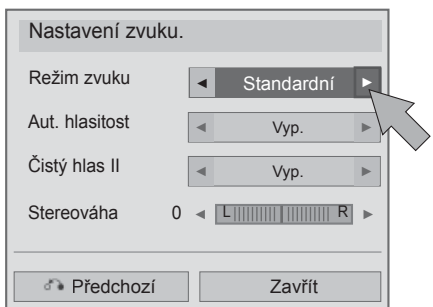 Nastavení zvuku.
Režim zvuku ◄ Standardní ►
Aut. hlasitost ◄ Vyp. ►
Čistý hlas II ◄ Vyp. ►
Stereováha 0 ◄ L R ►
Předchozí Zavřít